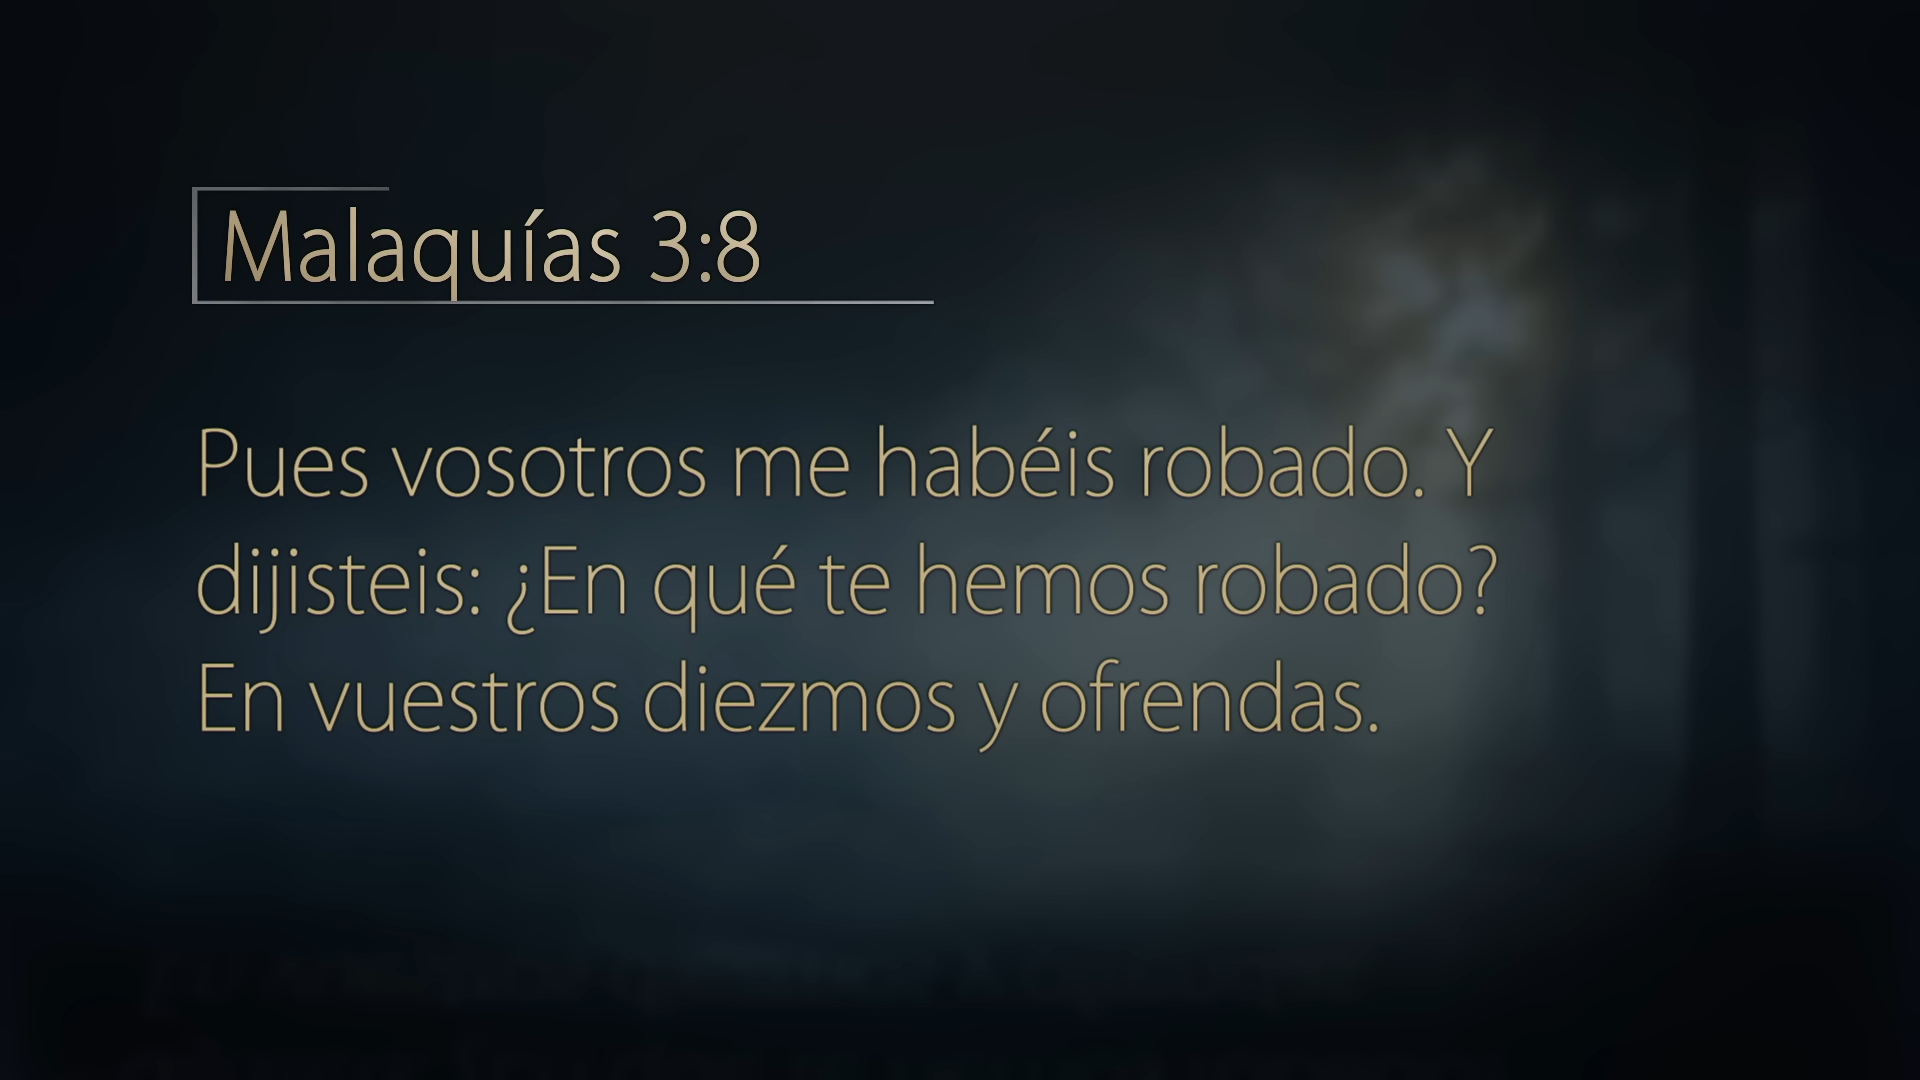 Malaquías 3:8
Pues vosotros me habéis robado. Y
dijisteis: ¿En qué te hemos robado?
En vuestros diezmos y ofrendas.